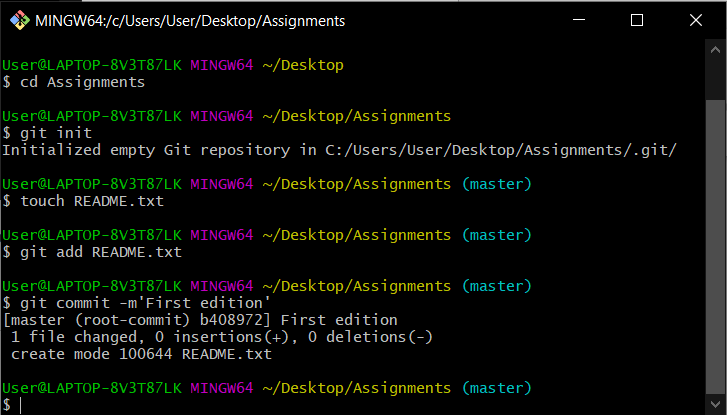 MINGW64:/c/Users/User/Desktop/Assignments
User@LAPTOP-8V3T87LK MINGW64 ~/Desktop
$ cd Assignments
User@LAPTOP-8V3T87LK MINGW64 ~/Desktop/Assignments
$ git init
Initialized empty Git repository in C:/Users/User/Desktop/Assignments/.git/
User@LAPTOP-8V3T87LK MINGW64 ~/Desktop/Assignments (master)
$ touch README.txt
User@LAPTOP-8V3T87LK MINGW64 ~/Desktop/Assignments (master)
$ git add README.txt
User@LAPTOP-8V3T87LK MINGW64 ~/Desktop/Assignments (master)
$ git commit -m'First edition'
[master (root-commit) b408972] First edition
 1 file changed, 0 insertions(+), 0 deletions(-)
 create mode 100644 README.txt
User@LAPTOP-8V3T87LK MINGW64 ~/Desktop/Assignments (master)
$